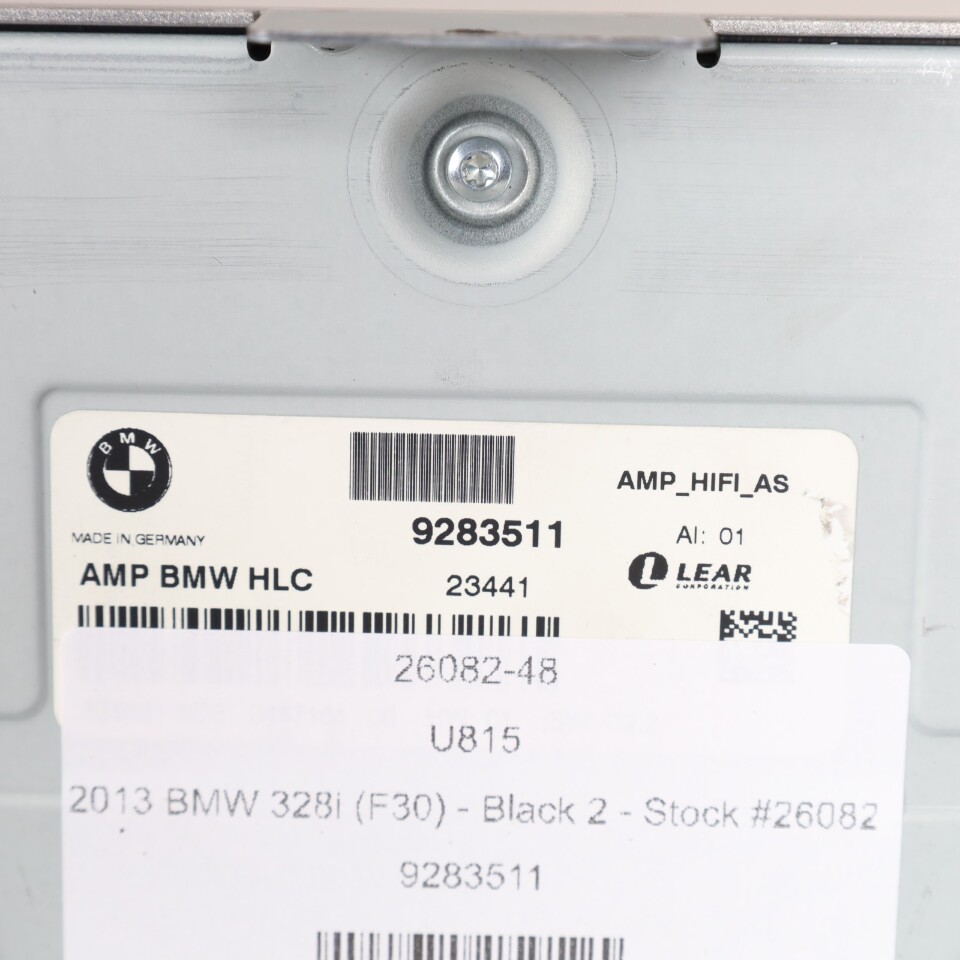 BMW
AMP_HIFI_AS
MADE IN GERMANY
9283511
AI: 01
AMP BMW HLC
23441
LEAR
CORPORATION
26082-48
U815
2013 BMW 328i (F30) - Black 2 - Stock #26082
9283511